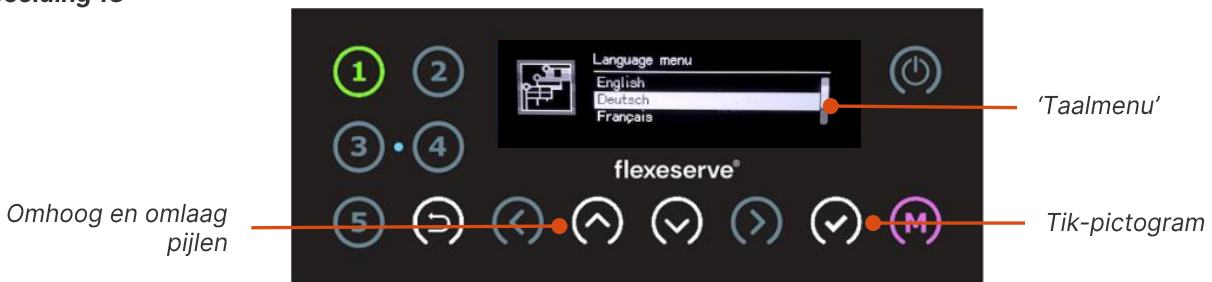 1
2
Language menu
English
Deutsch
Français
'Taalmenu'
3
4
flexeserve®
Omhoog en omlaag
pijlen
5
M
Tik-pictogram